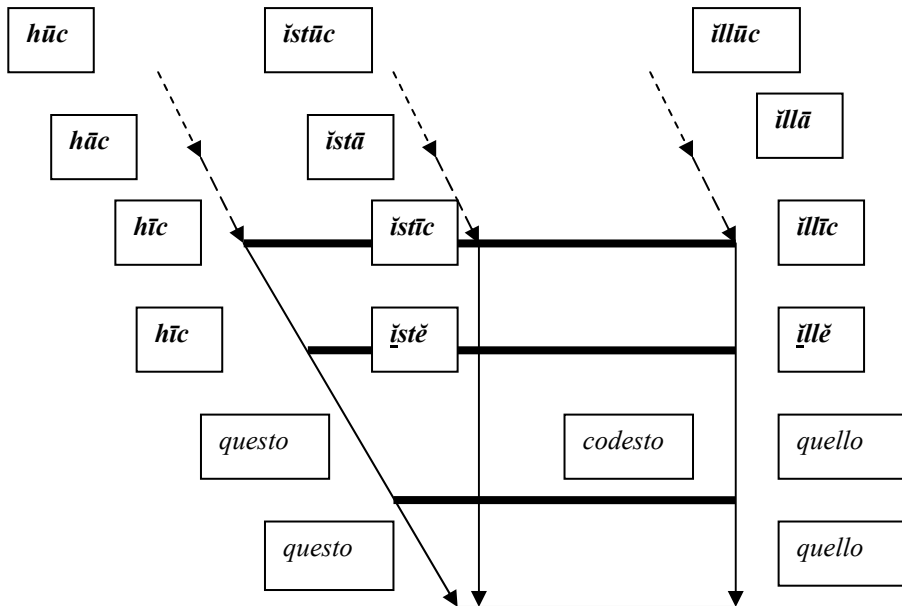 hūc ĭstūc ĭllūc
hāc ĭstā ĭllā
hīc ĭstīc ĭllīc
hīc ĭstĕ ĭllĕ
questo codesto quello
questo quello